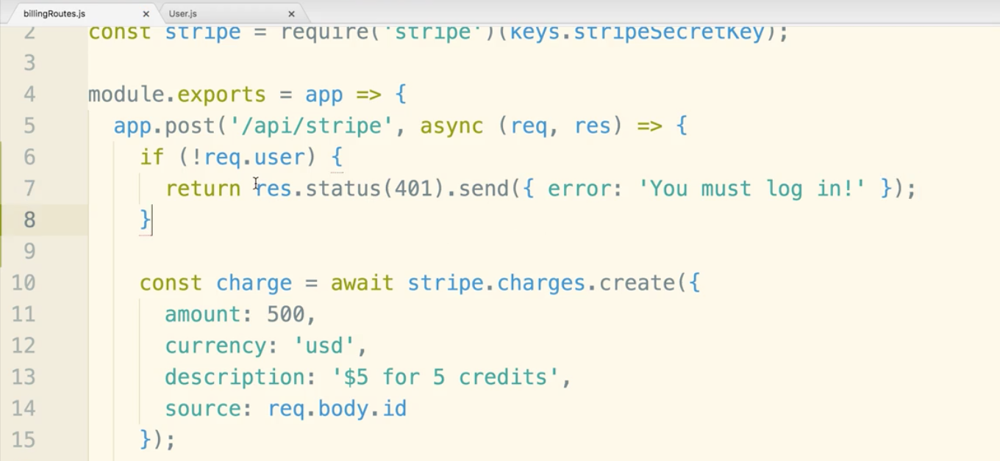 billingRoutes.js × User.js ×
2 const stripe = require('stripe')(keys.stripeSecretKey);
3
4 module.exports = app => {
5 app.post('/api/stripe', async (req, res) => {
6 if (!req.user) {
7 return res.status(401).send({ error: 'You must log in!' });
8 }
9
10 const charge = await stripe.charges.create({
11 amount: 500,
12 currency: 'usd',
13 description: '$5 for 5 credits',
14 source: req.body.id
15 });